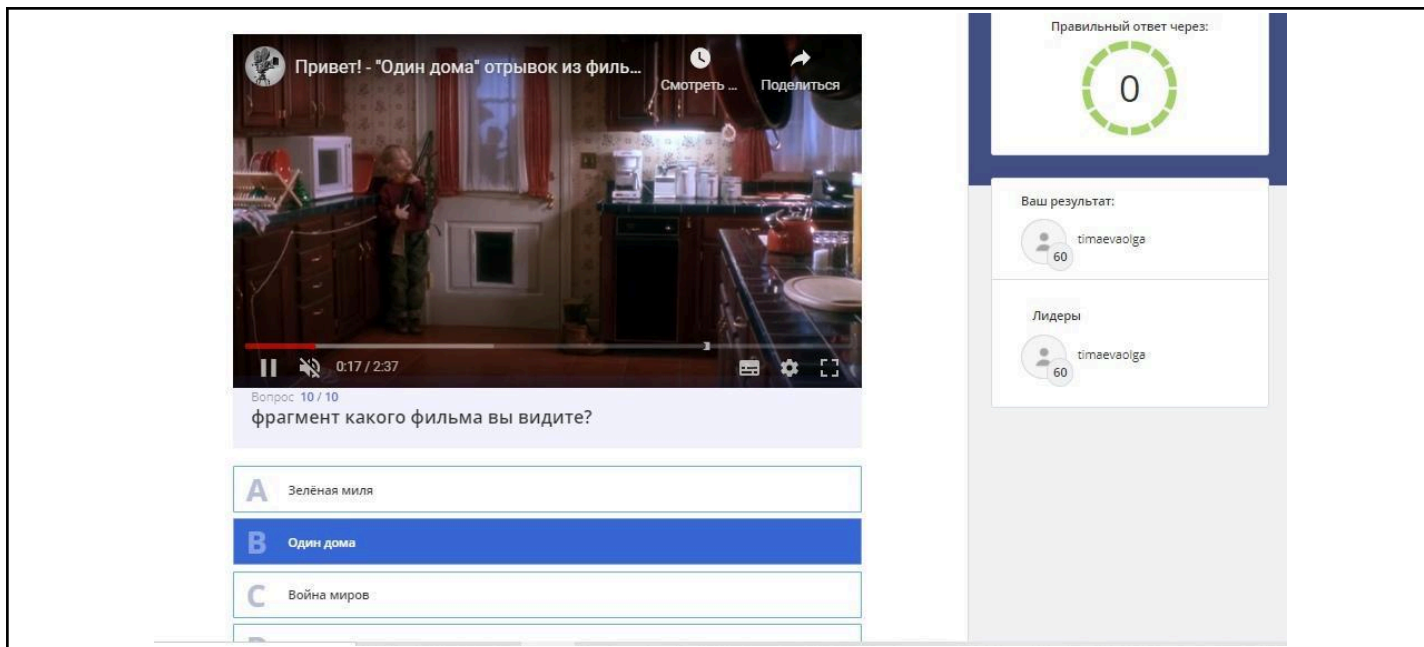 Привет! - "Один дома" отрывок из филь...
Смотреть ...
Поделиться
0:17 / 2:37
Вопрос 10 / 10
фрагмент какого фильма вы видите?
A Зелёная миля
B Один дома
C Война миров
Правильный ответ через:
0
Ваш результат:
timaevaolga
60
Лидеры
timaevaolga
60